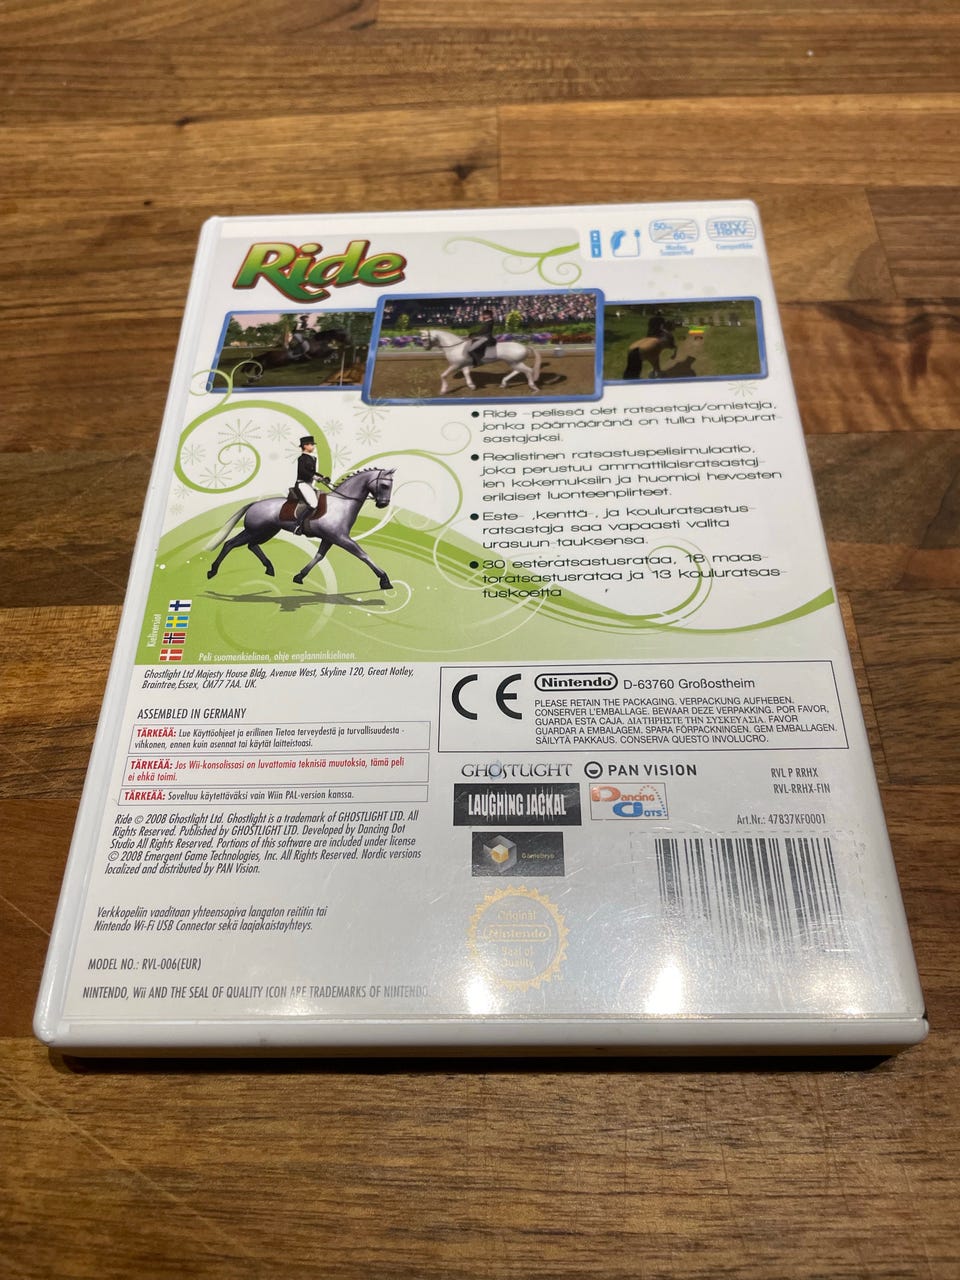 Ride
50Hz
60Hz
Modes
Supported
EDTV/
HDTV
Compatible
• Ride -pelissä olet ratsastaja/omistaja,
jonka päämääränä on tulla huippurat-
sastajaksi.
• Realistinen ratsastuspelisimulaatio,
joka perustuu ammattilaisratsastaj-
ien kokemuksiin ja huomioi hevosten
erilaiset luonteenpiirteet.
• Este- ,kenttä-, ja kouluratsastus-
ratsastaja saa vapaasti valita
urasuun-tauksensa.
• 30 esteratsastusrataa, 18 maas-
toratsastusrataa ja 13 kouluratsas-
tuskoetta
Kieliversiot
Peli suomenkielinen, ohje englanninkielinen.
Ghostlight Ltd Majesty House Bldg, Avenue West, Skyline 120, Great Notley,
Braintree,Essex, CM77 7AA. UK.
ASSEMBLED IN GERMANY
TÄRKEÄÄ: Lue Käyttöohjeet ja erillinen Tietoa terveydestä ja turvallisuudesta -
vihkonen, ennen kuin asennat tai käytät laitteistoasi.
TÄRKEÄÄ: Jos Wii-konsolissasi on luvattomia teknisiä muutoksia, tämä peli
ei ehkä toimi.
TÄRKEÄÄ: Soveltuu käytettäväksi vain Wiin PAL-version kanssa.
Ride © 2008 Ghostlight Ltd. Ghostlight is a trademark of GHOSTLIGHT LTD. All
Rights Reserved. Published by GHOSTLIGHT LTD. Developed by Dancing Dot
Studio All Rights Reserved. Portions of this software are included under license
© 2008 Emergent Game Technologies, Inc. All Rights Reserved. Nordic versions
localized and distributed by PAN Vision.
Verkkopeliin vaaditaan yhteensopiva langaton reititin tai
Nintendo Wi-Fi USB Connector sekä laajakaistayhteys.
MODEL NO.: RVL-006(EUR)
NINTENDO, Wii AND THE SEAL OF QUALITY ICON ARE TRADEMARKS OF NINTENDO
CE
Nintendo D-63760 Großostheim
PLEASE RETAIN THE PACKAGING. VERPACKUNG AUFHEBEN.
CONSERVER L'EMBALLAGE. BEWAAR DEZE VERPAKKING. POR FAVOR,
GUARDA ESTA CAJA. ΔΙΑΤΗΡΗΣΤΕ ΤΗΝ ΣΥΣΚΕΥΑΣΙΑ. FAVOR
GUARDAR A EMBALAGEM. SPARA FÖRPACKNINGEN. GEM EMBALLAGEN.
SÄILYTÄ PAKKAUS. CONSERVA QUESTO INVOLUCRO.
GHOSTLIGHT PAN VISION
LAUGHING JACKAL
Dancing
Dots
Gamebryo
RVL P RRHX
RVL-RRHX-FIN
Art.Nr.: 47837KF0001
Original
Nintendo
Seal of
Quality